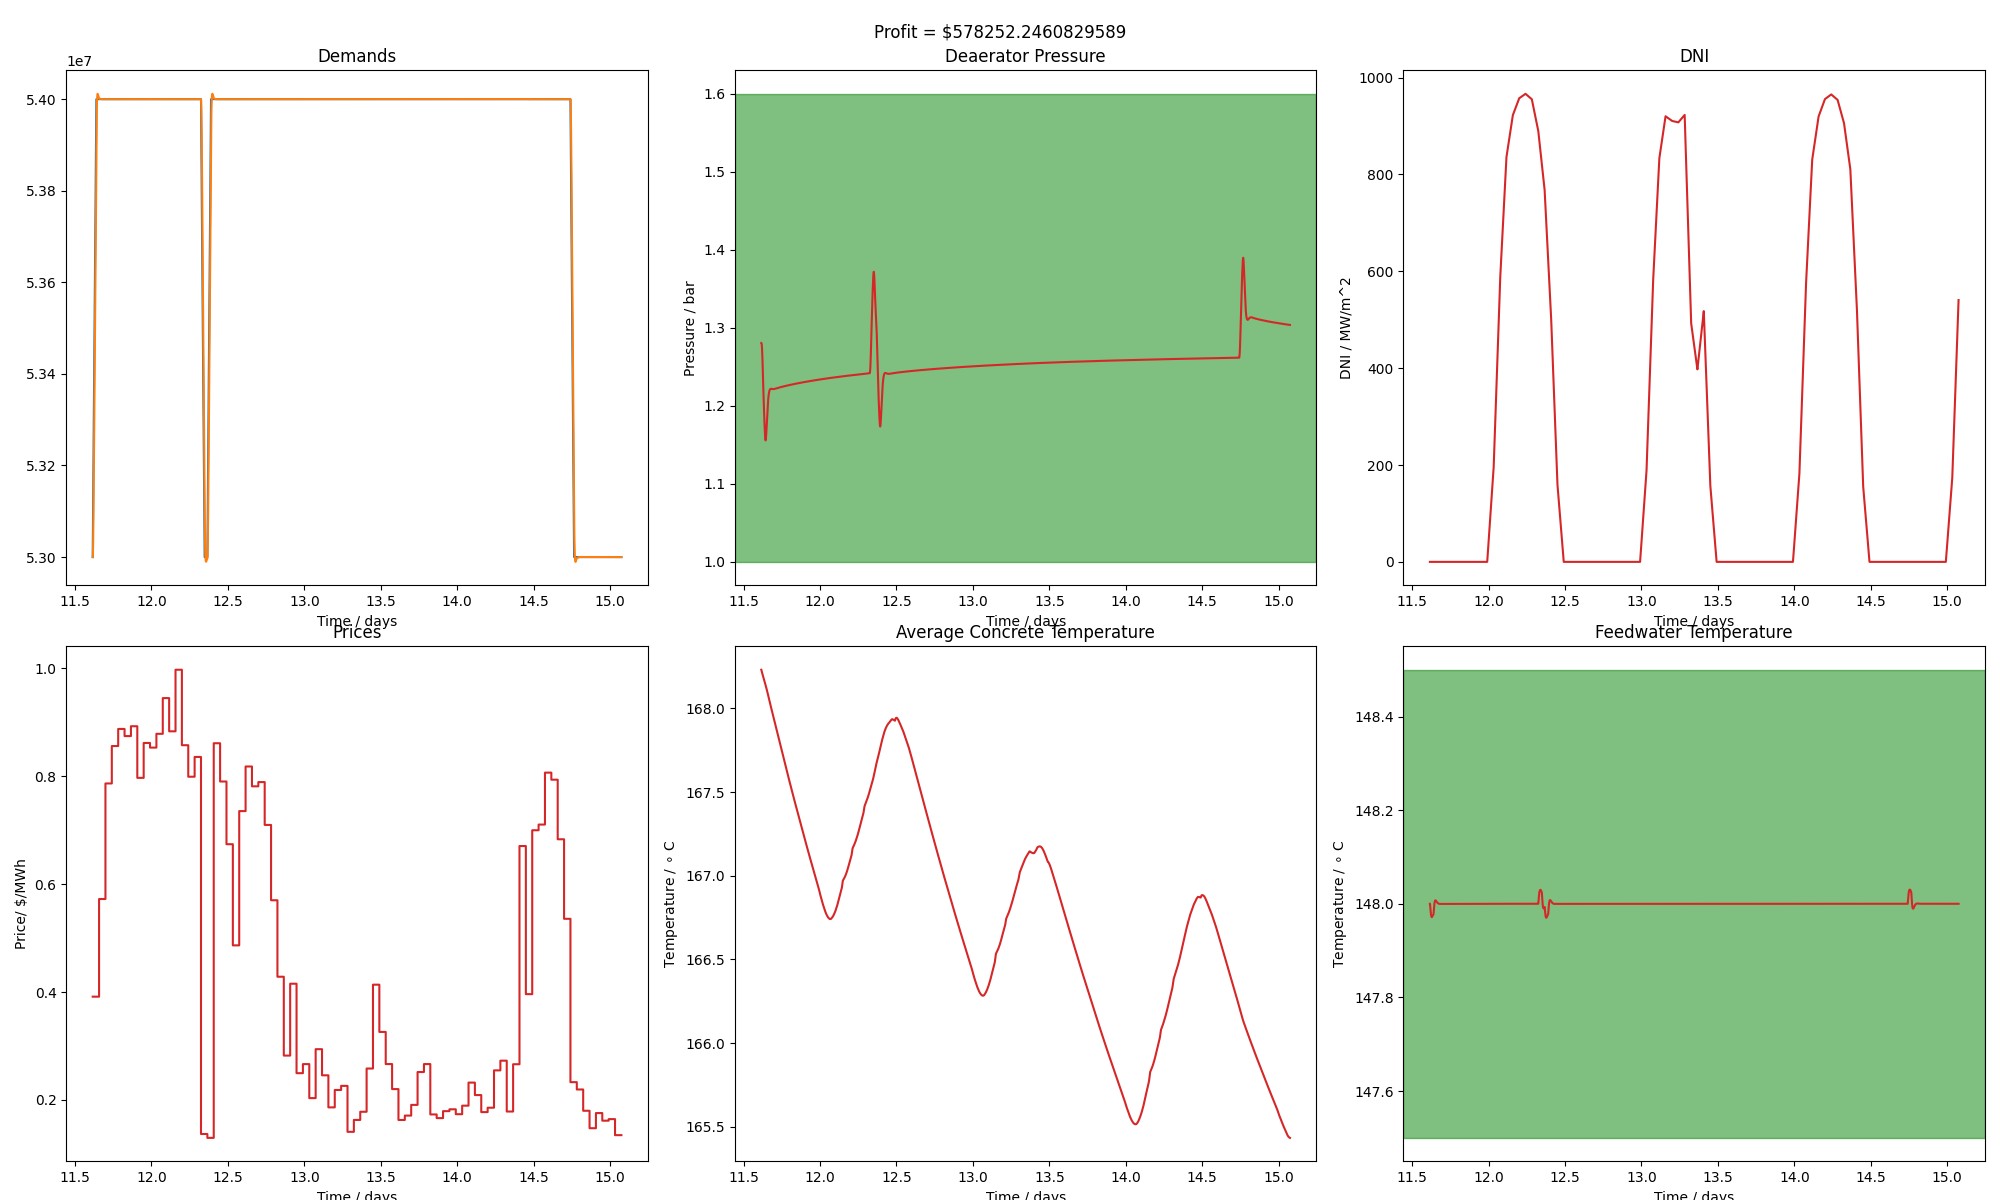 Profit = $578252.2460829589
Demands
1e7
5.40
5.38
5.36
5.34
5.32
5.30
11.5 12.0 12.5 13.0 13.5 14.0 14.5 15.0
Time / days
Deaerator Pressure
Pressure / bar
1.6
1.5
1.4
1.3
1.2
1.1
1.0
11.5 12.0 12.5 13.0 13.5 14.0 14.5 15.0
Time / days
DNI
DNI / MW/m^2
1000
800
600
400
200
0
11.5 12.0 12.5 13.0 13.5 14.0 14.5 15.0
Time / days
Prices
Price/ $/MWh
1.0
0.8
0.6
0.4
0.2
11.5 12.0 12.5 13.0 13.5 14.0 14.5 15.0
Time / days
Average Concrete Temperature
Temperature / ∘ C
168.0
167.5
167.0
166.5
166.0
165.5
11.5 12.0 12.5 13.0 13.5 14.0 14.5 15.0
Time / days
Feedwater Temperature
Temperature / ∘ C
148.4
148.2
148.0
147.8
147.6
11.5 12.0 12.5 13.0 13.5 14.0 14.5 15.0
Time / days